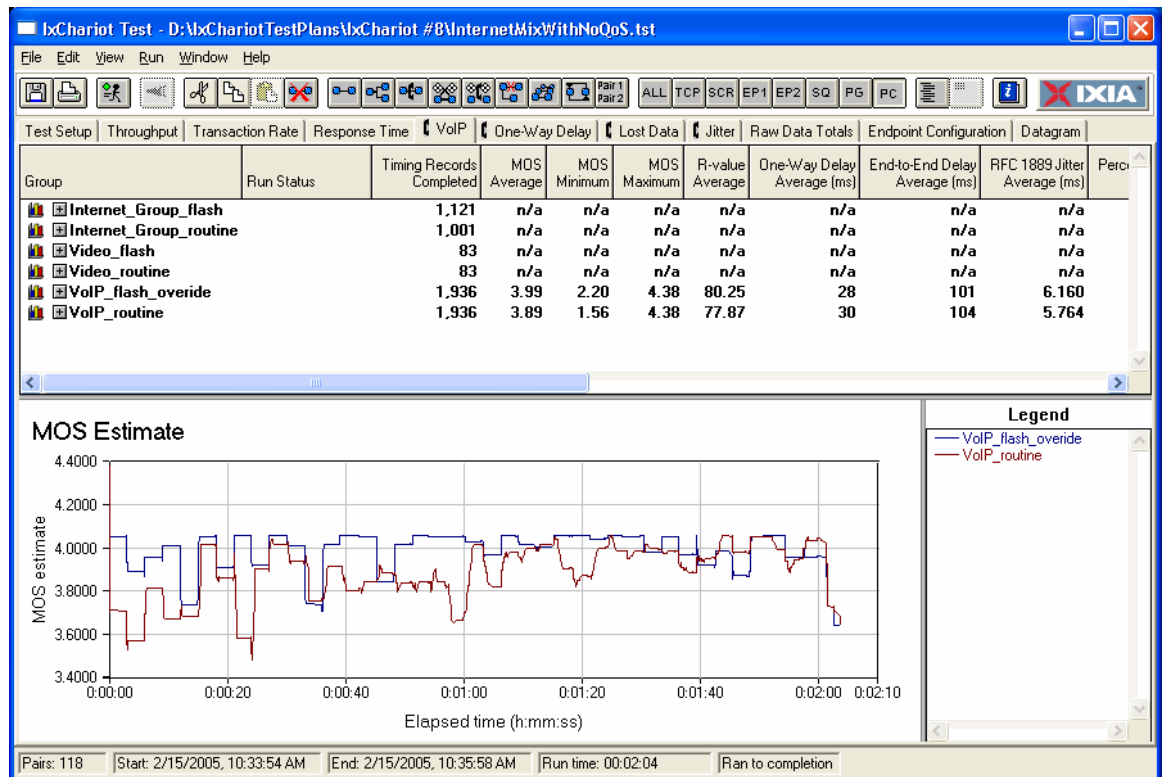 IxChariot Test - D:\IxChariotTestPlans\IxChariot #8\InternetMixWithNoQoS.tst
File Edit View Run Window Help
Pair 1 Pair 2 ALL TCP SCR EP1 EP2 SQ PG PC i IXIA
Test Setup Throughput Transaction Rate Response Time VoIP One-Way Delay Lost Data Jitter Raw Data Totals Endpoint Configuration Datagram
Group Run Status Timing Records Completed MOS Average MOS Minimum MOS Maximum R-value Average One-Way Delay Average (ms) End-to-End Delay Average (ms) RFC 1889 Jitter Average (ms) Perc
Internet_Group_flash 1,121 n/a n/a n/a n/a n/a n/a n/a
Internet_Group_routine 1,001 n/a n/a n/a n/a n/a n/a n/a
Video_flash 83 n/a n/a n/a n/a n/a n/a n/a
Video_routine 83 n/a n/a n/a n/a n/a n/a n/a
VoIP_flash_overide 1,936 3.99 2.20 4.38 80.25 28 101 6.160
VoIP_routine 1,936 3.89 1.56 4.38 77.87 30 104 5.764
MOS Estimate
Legend
VoIP_flash_overide
VoIP_routine
MOS estimate
4.4000
4.2000
4.0000
3.8000
3.6000
3.4000
0:00:00 0:00:20 0:00:40 0:01:00 0:01:20 0:01:40 0:02:00 0:02:10
Elapsed time (h:mm:ss)
Pairs: 118 Start: 2/15/2005, 10:33:54 AM End: 2/15/2005, 10:35:58 AM Run time: 00:02:04 Ran to completion